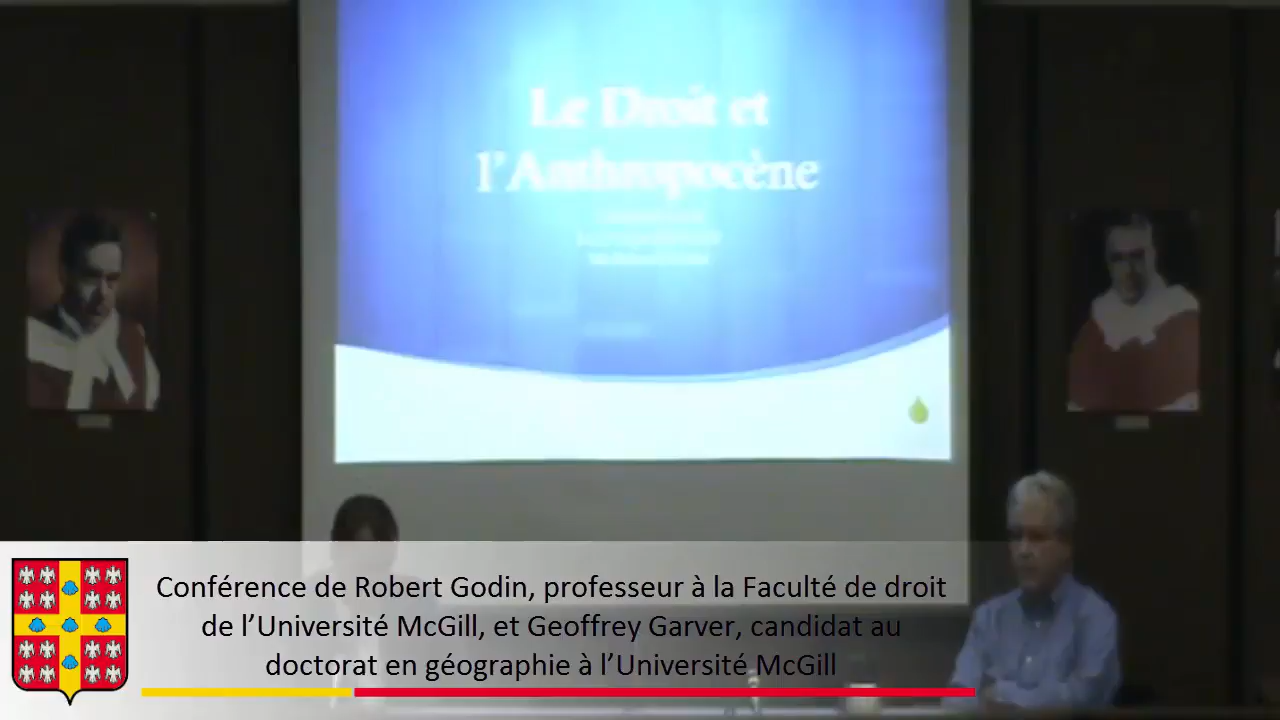 Le Droit et
l’Anthropocène
Conférence de Robert Godin, professeur à la Faculté de droit
de l’Université McGill, et Geoffrey Garver, candidat au
doctorat en géographie à l’Université McGill